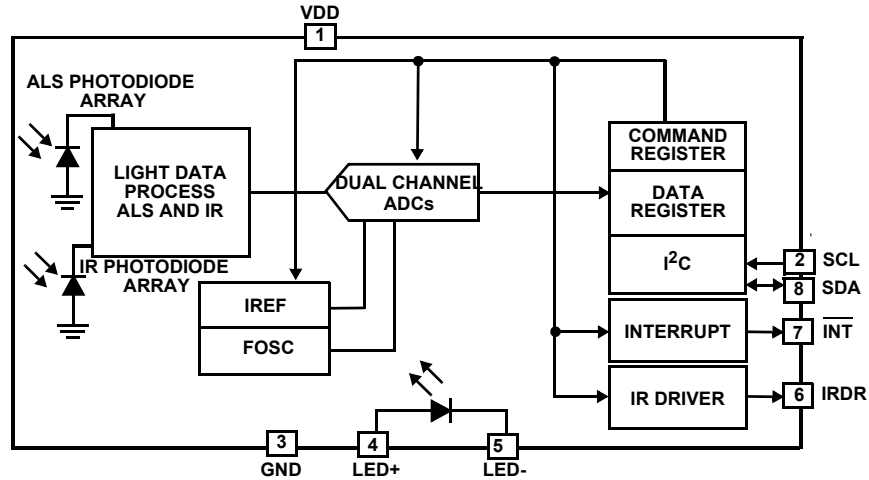 VDD
1
ALS PHOTODIODE
ARRAY
LIGHT DATA
PROCESS
ALS AND IR
DUAL CHANNEL
ADCs
COMMAND
REGISTER
DATA
REGISTER
I²C
2 SCL
8 SDA
IR PHOTODIODE
ARRAY
IREF
FOSC
INTERRUPT
7 I̅N̅T̅
IR DRIVER
6 IRDR
3
GND
4
LED+
5
LED-